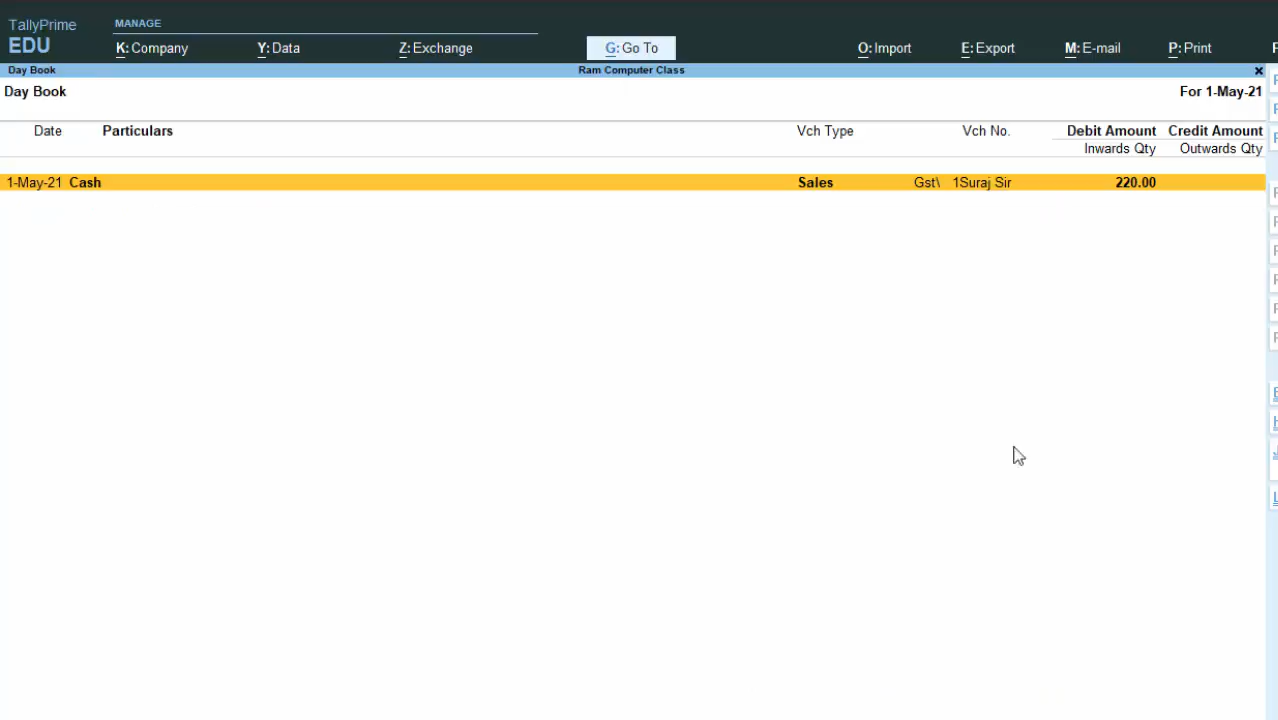 TallyPrime MANAGE
EDU K: Company Y: Data Z: Exchange G: Go To O: Import E: Export M: E-mail P: Print
Day Book Ram Computer Class x
Day Book For 1-May-21
Date Particulars Vch Type Vch No. Debit Amount Credit Amount
Inwards Qty Outwards Qty
1-May-21 Cash Sales Gst\ 1Suraj Sir 220.00